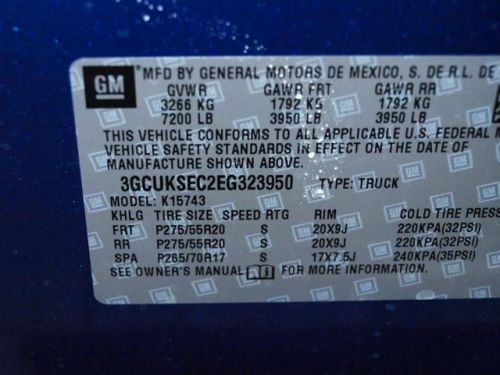 GM *MFD BY GENERAL MOTORS DE MEXICO, S. DE R.L. DE
GVWR GAWR FRT GAWR RR
3266 KG 1792 KG 1792 KG
7200 LB 3950 LB 3950 LB
THIS VEHICLE CONFORMS TO ALL APPLICABLE U.S. FEDERAL
VEHICLE SAFETY STANDARDS IN EFFECT ON THE DATE OF
MANUFACTURE SHOWN ABOVE.
3GCUKSEC2EG323950 TYPE: TRUCK
MODEL: K15743
KHLG TIRE SIZE SPEED RTG RIM COLD TIRE PRES
FRT P275/55R20 S 20X9J 220KPA(32PSI)
RR P275/55R20 S 20X9J 220KPA(32PSI)
SPA P265/70R17 S 17X7.5J 240KPA(35PSI)
SEE OWNER'S MANUAL FOR MORE INFORMATION.